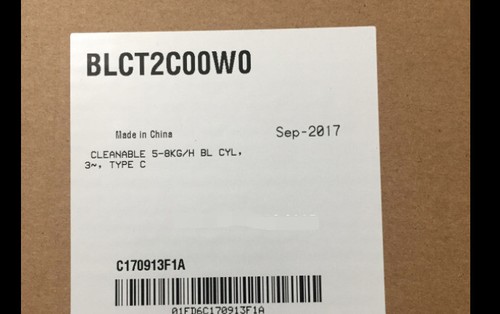 BLCT2C00W0
Made in China
Sep-2017
CLEANABLE 5-8KG/H BL CYL,
3~, TYPE C
C170913F1A
01FD6C170913F1A